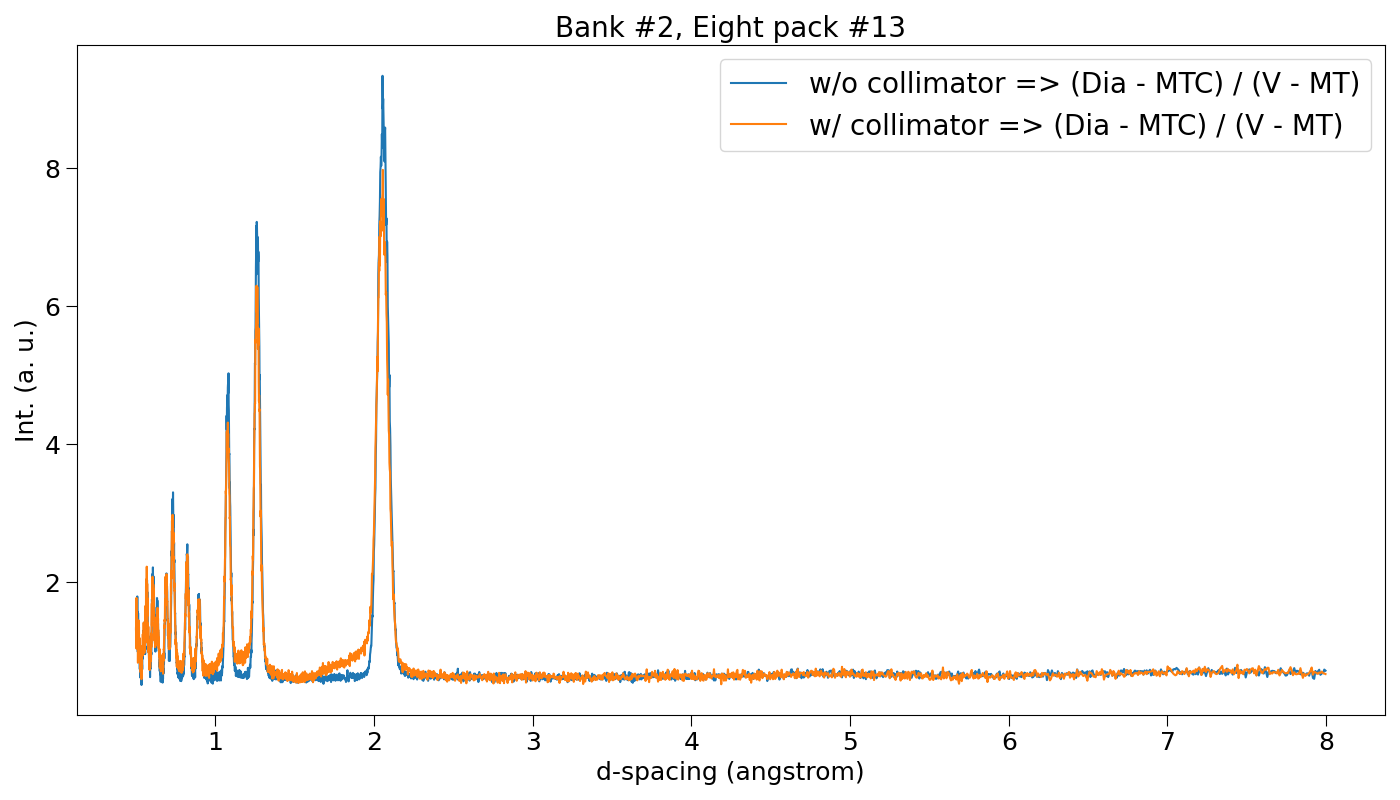 Bank #2, Eight pack #13
w/o collimator => (Dia - MTC) / (V - MT)
w/ collimator => (Dia - MTC) / (V - MT)
Int. (a. u.)
8
6
4
2
1 2 3 4 5 6 7 8
d-spacing (angstrom)